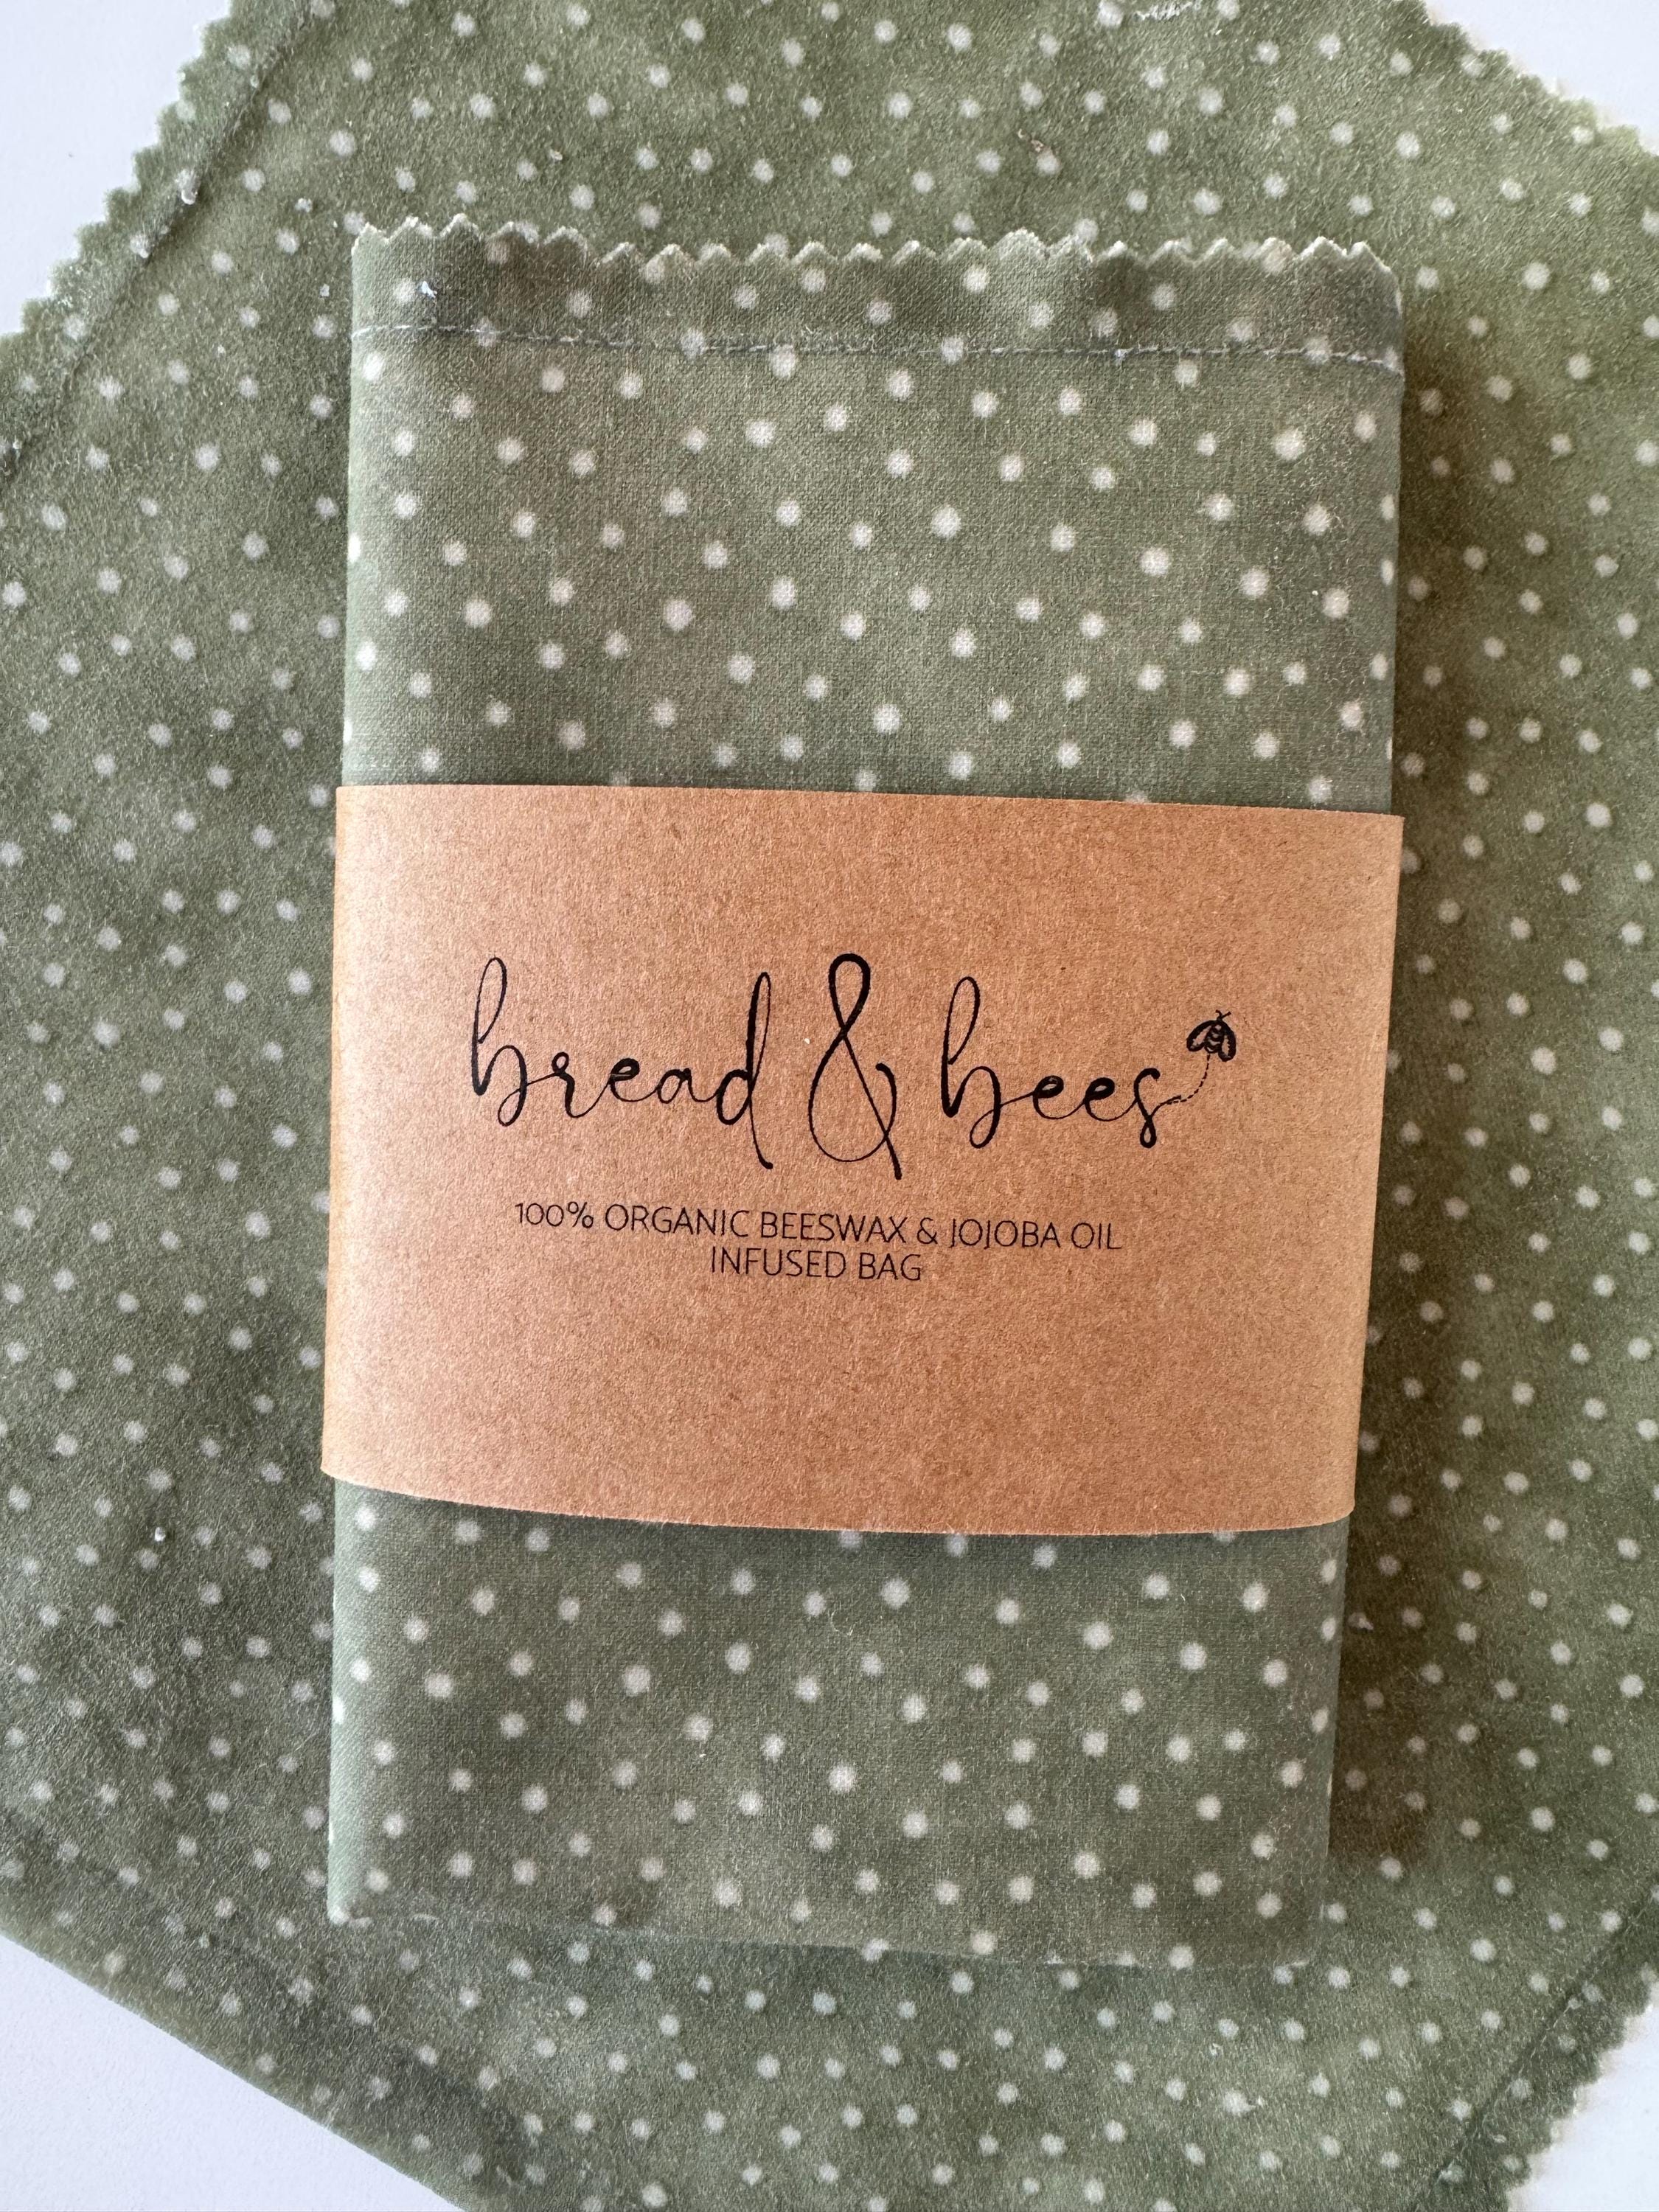 bread & bees
100% ORGANIC BEESWAX & JOJOBA OIL
INFUSED BAG